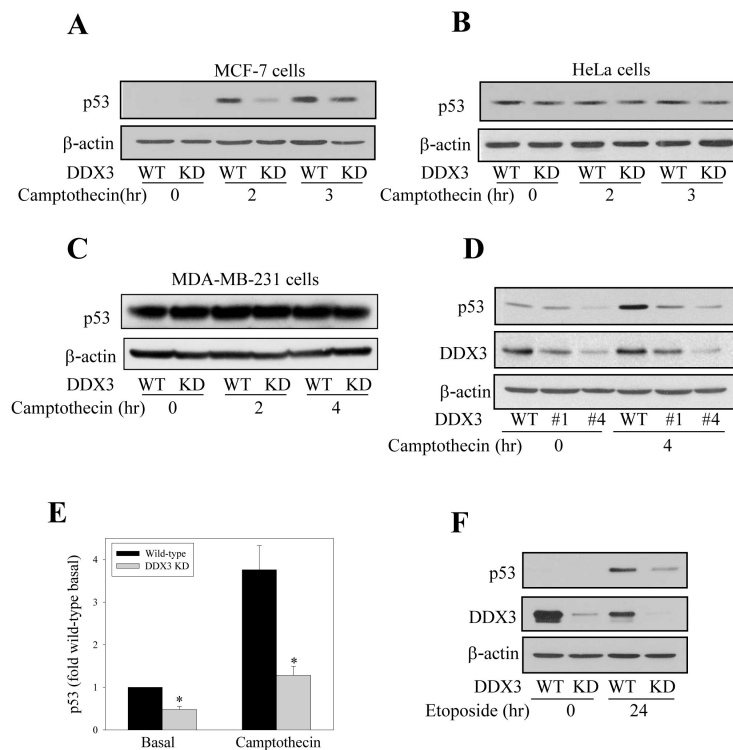 A
MCF-7 cells
p53
β-actin
DDX3 WT KD WT KD WT KD
Camptothecin(hr) 0 2 3
B
HeLa cells
p53
β-actin
DDX3 WT KD WT KD WT KD
Camptothecin (hr) 0 2 3
C
MDA-MB-231 cells
p53
β-actin
DDX3 WT KD WT KD WT KD
Camptothecin (hr) 0 2 4
D
p53
DDX3
β-actin
DDX3 WT #1 #4 WT #1 #4
Camptothecin (hr) 0 4
E
p53 (fold wild-type basal)
4
3
2
1
0
Wild-type
DDX3 KD
*
*
Basal Camptothecin
F
p53
DDX3
β-actin
DDX3 WT KD WT KD
Etoposide (hr) 0 24